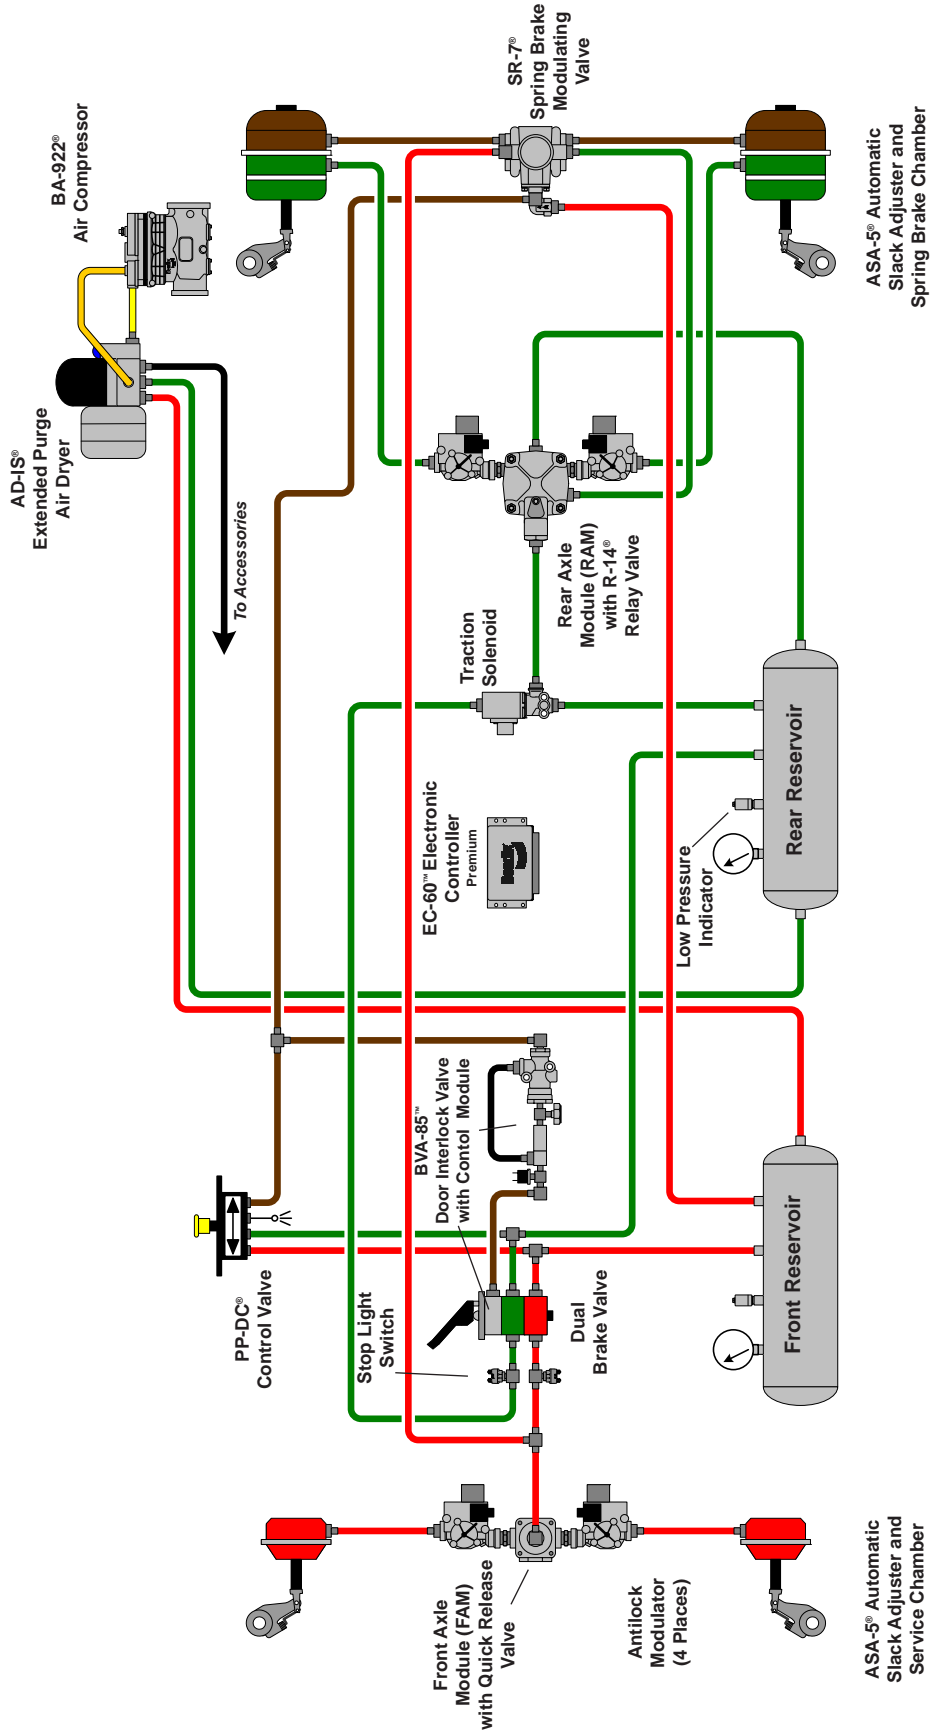 BA-922®
Air Compressor
AD-IS®
Extended Purge
Air Dryer
To Accessories
SR-7®
Spring Brake
Modulating
Valve
ASA-5® Automatic
Slack Adjuster and
Spring Brake Chamber
Rear Axle
Module (RAM)
with R-14®
Relay Valve
Traction
Solenoid
EC-60™ Electronic
Controller
Premium
Bendix
Low Pressure
Indicator
Rear Reservoir
BVA-85™
Door Interlock Valve
with Contol Module
PP-DC®
Control Valve
Stop Light
Switch
Dual
Brake Valve
Front Reservoir
Front Axle
Module (FAM)
with Quick Release
Valve
Antilock
Modulator
(4 Places)
ASA-5® Automatic
Slack Adjuster and
Service Chamber